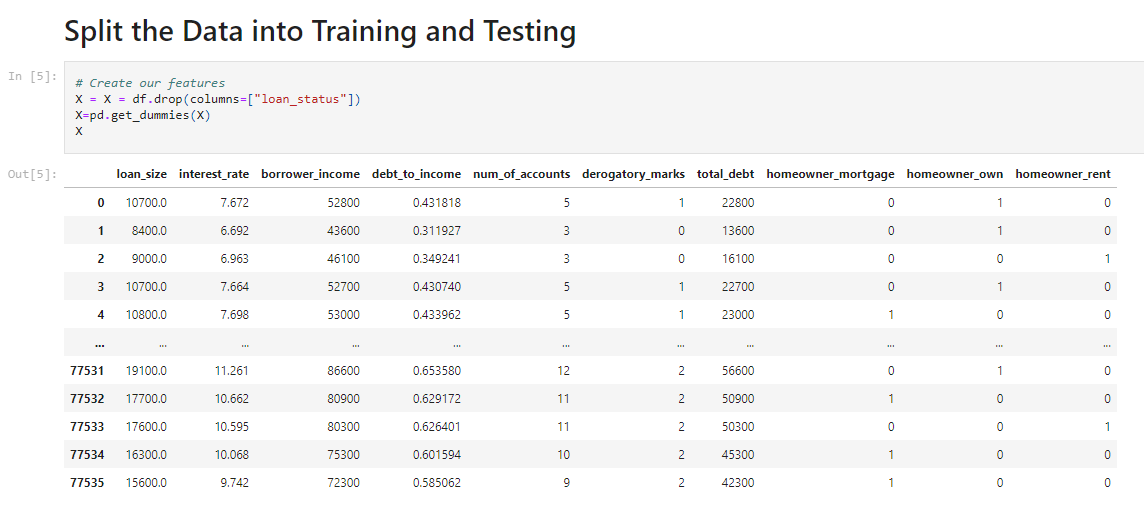 Split the Data into Training and Testing
In [5]:
# Create our features
X = X = df.drop(columns=["loan_status"])
X=pd.get_dummies(X)
X
Out[5]:
loan_size interest_rate borrower_income debt_to_income num_of_accounts derogatory_marks total_debt homeowner_mortgage homeowner_own homeowner_rent
0 10700.0 7.672 52800 0.431818 5 1 22800 0 1 0
1 8400.0 6.692 43600 0.311927 3 0 13600 0 1 0
2 9000.0 6.963 46100 0.349241 3 0 16100 0 0 1
3 10700.0 7.664 52700 0.430740 5 1 22700 0 1 0
4 10800.0 7.698 53000 0.433962 5 1 23000 1 0 0
... ... ... ... ... ... ... ... ... ... ...
77531 19100.0 11.261 86600 0.653580 12 2 56600 0 1 0
77532 17700.0 10.662 80900 0.629172 11 2 50900 1 0 0
77533 17600.0 10.595 80300 0.626401 11 2 50300 0 0 1
77534 16300.0 10.068 75300 0.601594 10 2 45300 1 0 0
77535 15600.0 9.742 72300 0.585062 9 2 42300 1 0 0